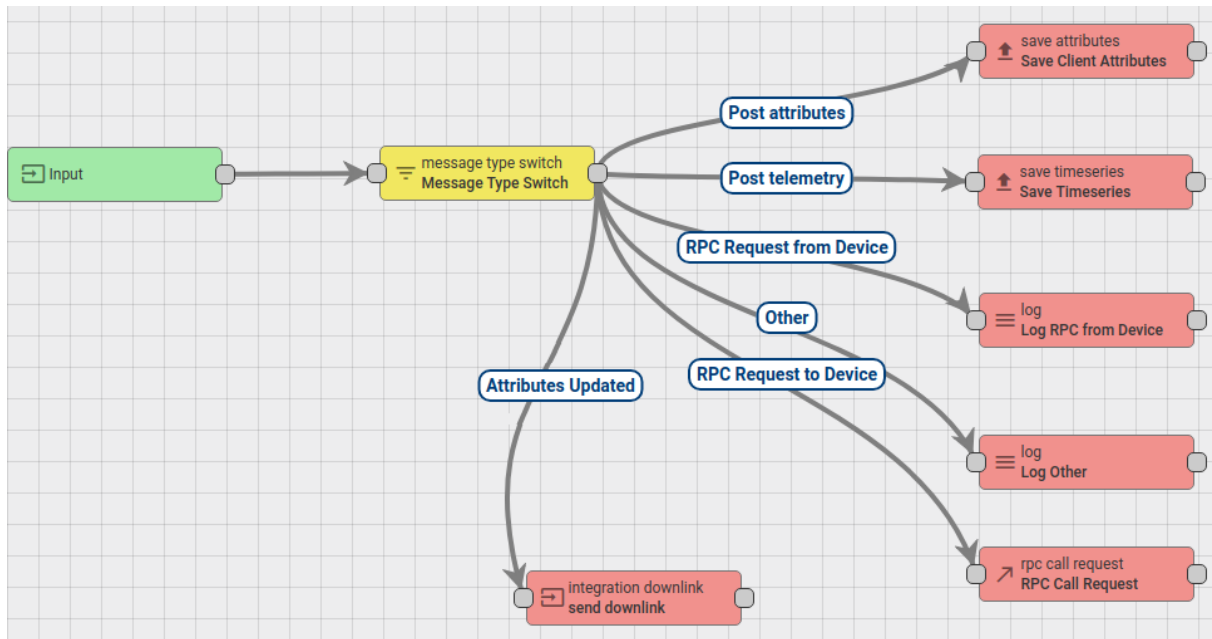 save attributes
Save Client Attributes
Post attributes
Input
message type switch
Message Type Switch
Post telemetry
save timeseries
Save Timeseries
RPC Request from Device
log
Log RPC from Device
Other
RPC Request to Device
Attributes Updated
log
Log Other
rpc call request
RPC Call Request
integration downlink
send downlink